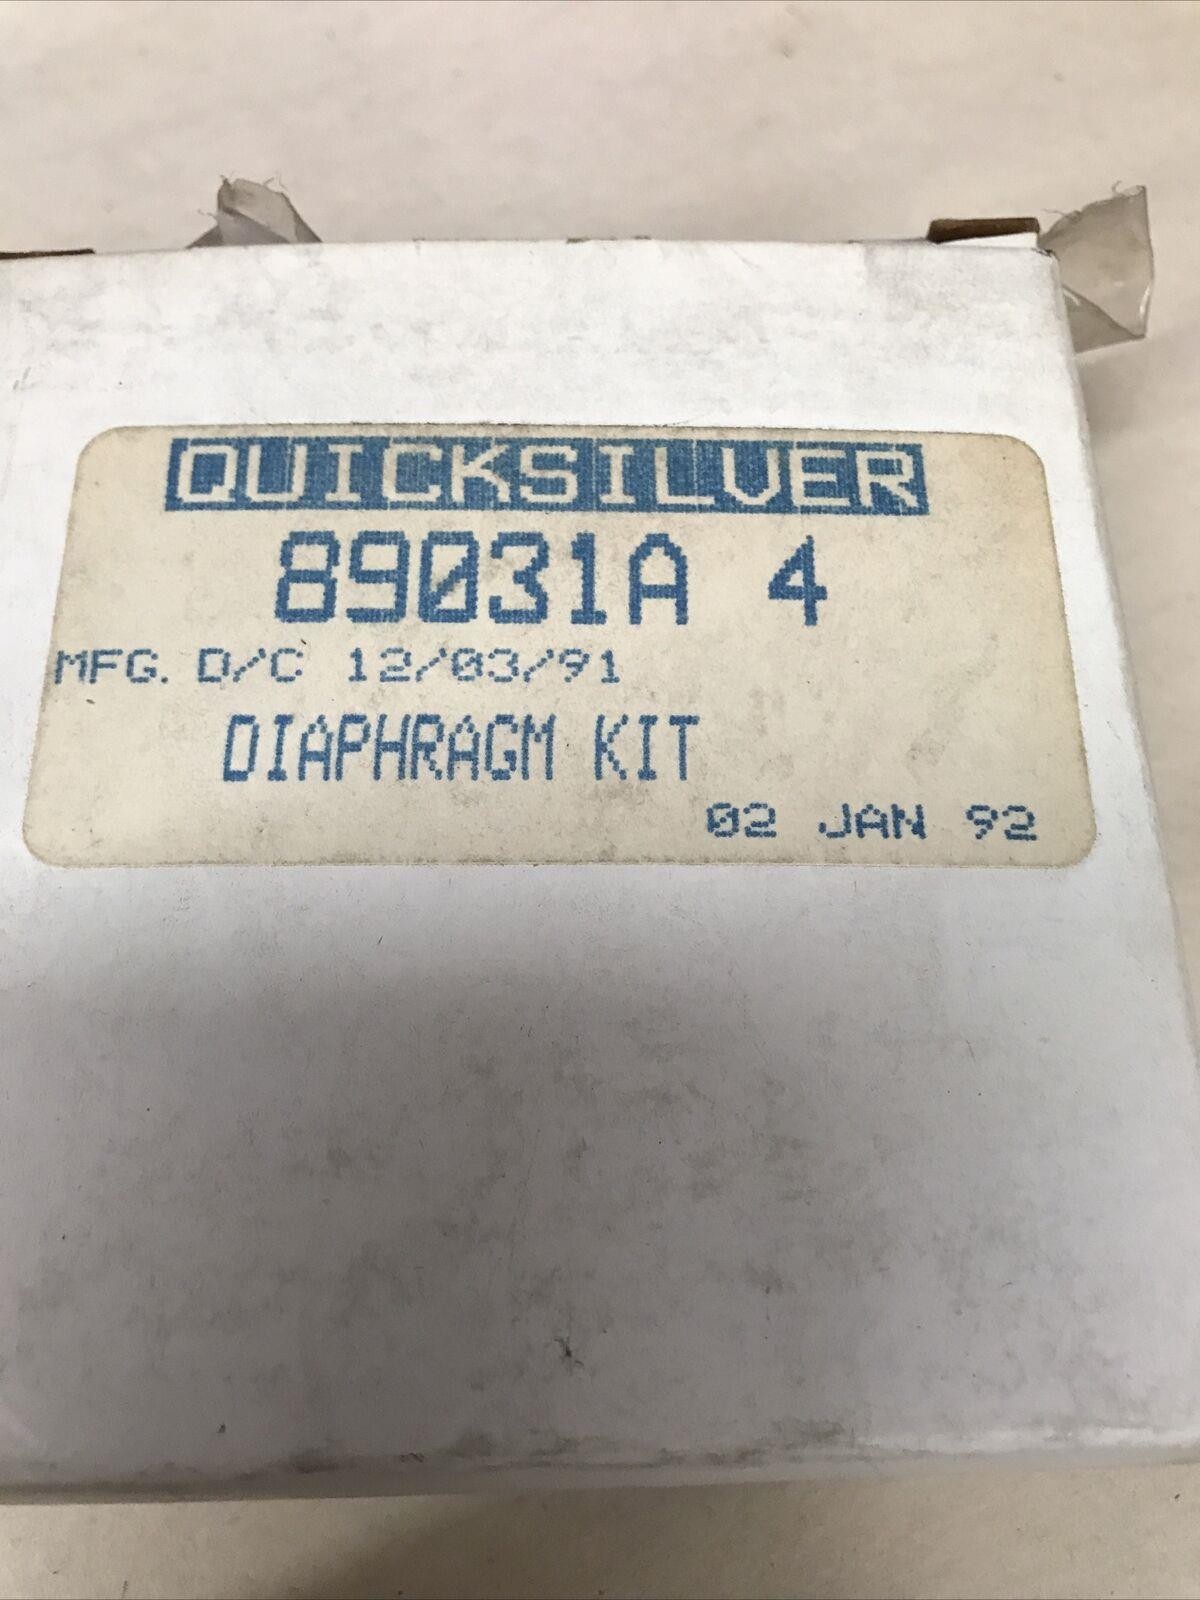 QUICKSILVER
89031A 4
MFG. D/C 12/03/91
DIAPHRAGM KIT
02 JAN 92